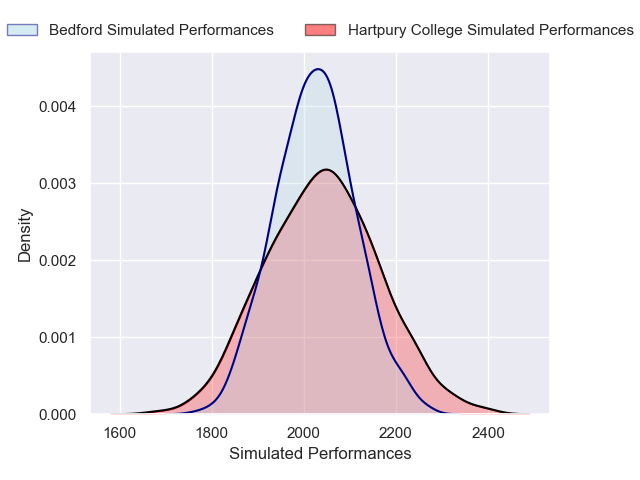 Bedford Simulated Performances
Hartpury College Simulated Performances
0.004
0.003
0.002
0.001
0.000
Density
1600
1800
2000
2200
2400
Simulated Performances